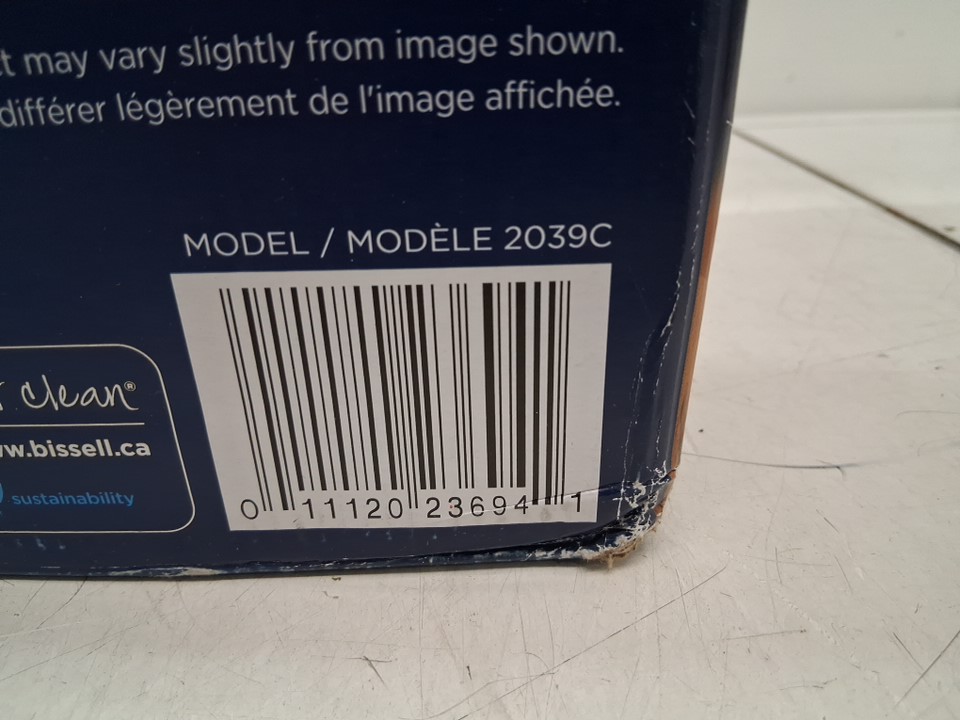 may vary slightly from image shown.
différer légèrement de l'image affichée.
MODEL / MODÈLE 2039C
clean®
www.bissell.ca
sustainability
0 11120 23694 1